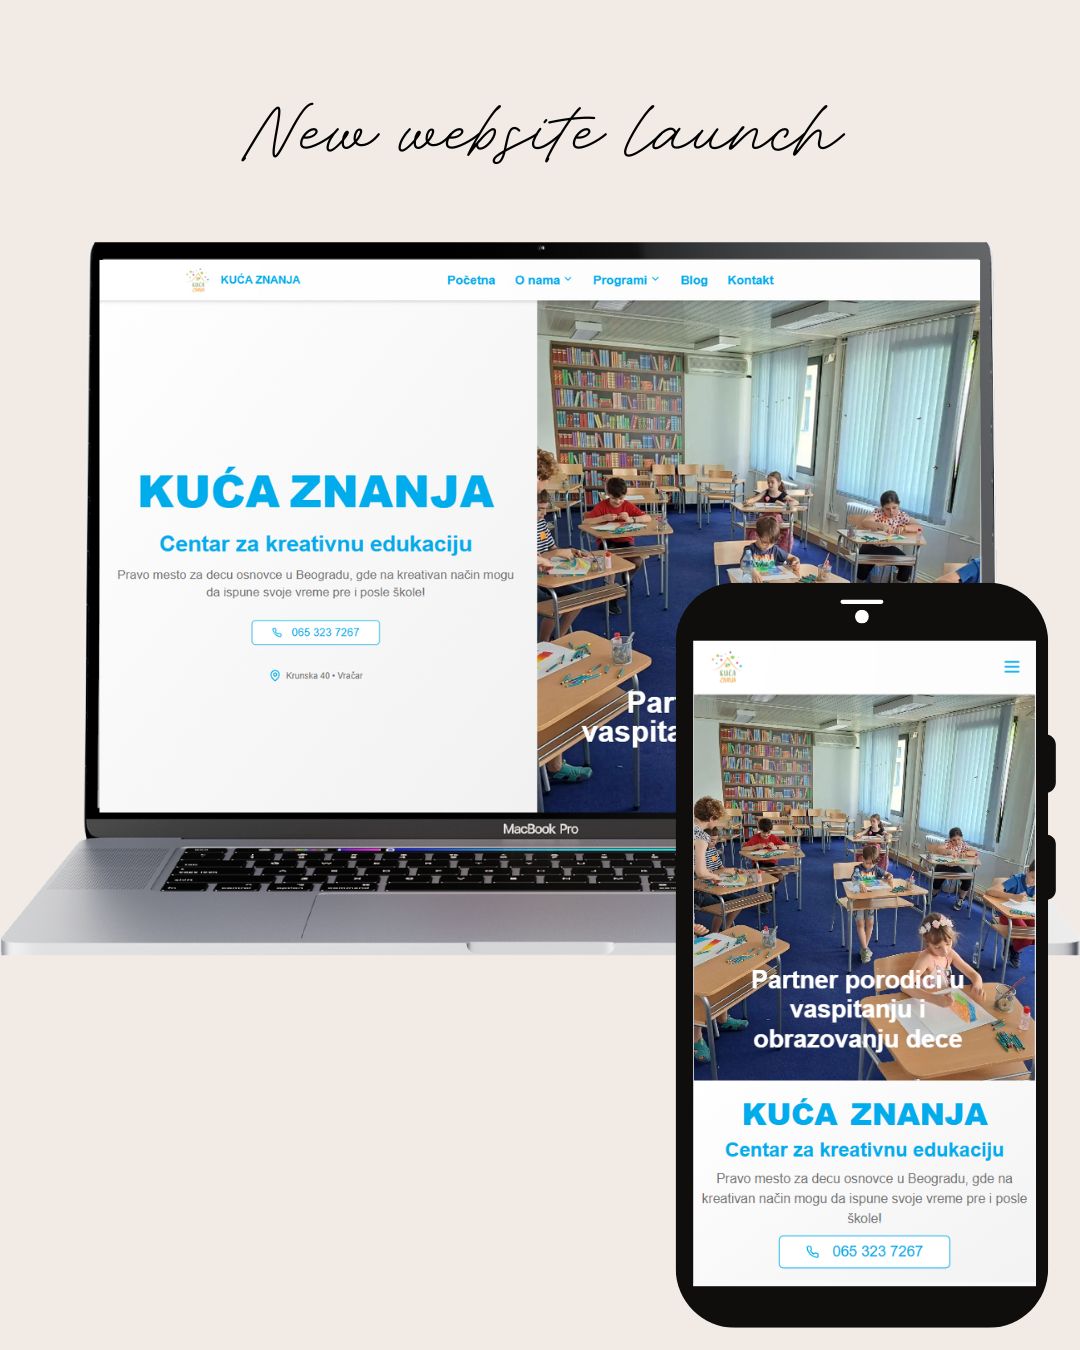 New website launch
KUĆA ZNANJA
Početna O nama Programi Blog Kontakt
KUĆA ZNANJA
Centar za kreativnu edukaciju
Pravo mesto za decu osnovce u Beogradu, gde na kreativan način mogu
da ispune svoje vreme pre i posle škole!
065 323 7267
Krunska 40 • Vračar
MacBook Pro
KUĆA
ZNANJA
Partner porodici u
vaspitanju i
obrazovanju dece
KUĆA ZNANJA
Centar za kreativnu edukaciju
Pravo mesto za decu osnovce u Beogradu, gde na
kreativan način mogu da ispune svoje vreme pre i posle
škole!
065 323 7267